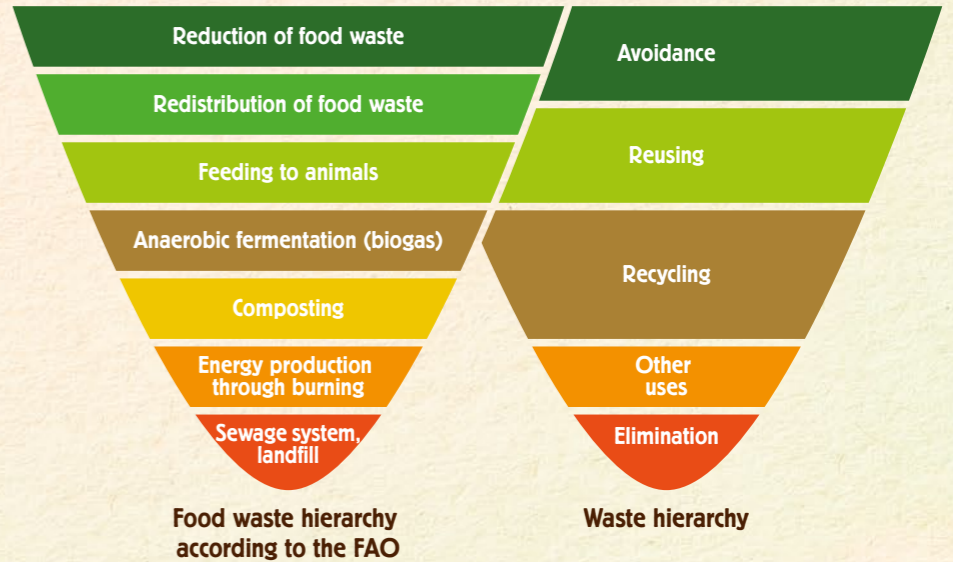 Reduction of food waste
Redistribution of food waste
Feeding to animals
Anaerobic fermentation (biogas)
Composting
Energy production
through burning
Sewage system,
landfill
Food waste hierarchy
according to the FAO
Avoidance
Reusing
Recycling
Other
uses
Elimination
Waste hierarchy